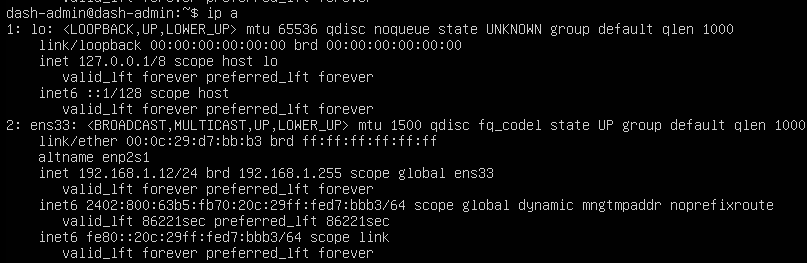 dash-admin@dash-admin:~$ ip a
1: lo: <LOOPBACK,UP,LOWER_UP> mtu 65536 qdisc noqueue state UNKNOWN group default qlen 1000
link/loopback 00:00:00:00:00:00 brd 00:00:00:00:00:00
inet 127.0.0.1/8 scope host lo
valid_lft forever preferred_lft forever
inet6 ::1/128 scope host
valid_lft forever preferred_lft forever
2: ens33: <BROADCAST,MULTICAST,UP,LOWER_UP> mtu 1500 qdisc fq_codel state UP group default qlen 1000
link/ether 00:0c:29:d7:bb:b3 brd ff:ff:ff:ff:ff:ff
altname enp2s1
inet 192.168.1.12/24 brd 192.168.1.255 scope global ens33
valid_lft forever preferred_lft forever
inet6 2402:800:63b5:fb70:20c:29ff:fed7:bbb3/64 scope global dynamic mngtmpaddr noprefixroute
valid_lft 86221sec preferred_lft 86221sec
inet6 fe80::20c:29ff:fed7:bbb3/64 scope link
valid_lft forever preferred_lft forever